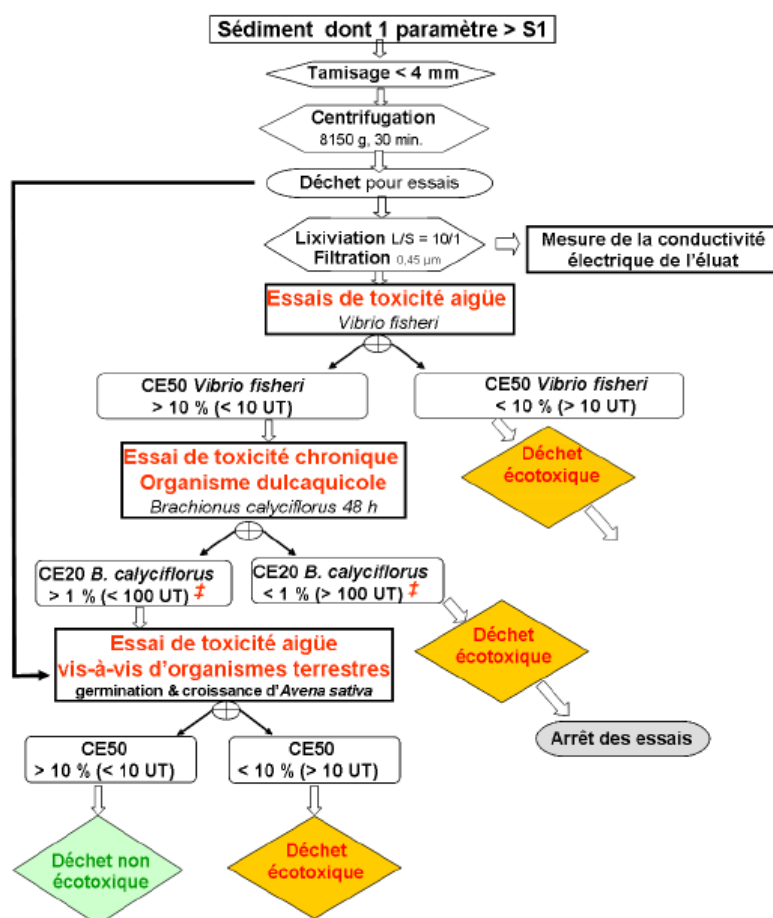 Sédiment dont 1 paramètre > S1
Tamisage < 4 mm
Centrifugation
8150 g, 30 min.
Déchet pour essais
Lixiviation L/S = 10/1
Filtration 0,45 µm
Mesure de la conductivité
électrique de l'éluat
Essais de toxicité aigüe
Vibrio fisheri
CE50 Vibrio fisheri
> 10 % (< 10 UT)
CE50 Vibrio fisheri
< 10 % (> 10 UT)
Déchet
écotoxique
Essai de toxicité chronique
Organisme dulcaquicole
Brachionus calyciflorus 48 h
CE20 B. calyciflorus
> 1 % (< 100 UT) ‡
CE20 B. calyciflorus
< 1 % (> 100 UT) ‡
Déchet
écotoxique
Essai de toxicité aigüe
vis-à-vis d'organismes terrestres
germination & croissance d'Avena sativa
Arrêt des essais
CE50
> 10 % (< 10 UT)
CE50
< 10 % (> 10 UT)
Déchet non
écotoxique
Déchet
écotoxique